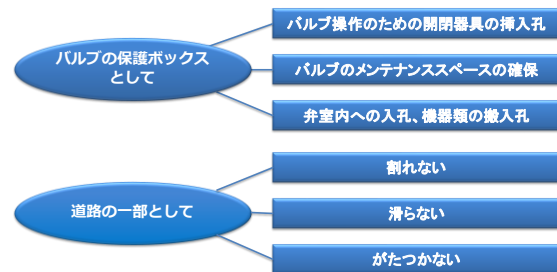 バルブの保護ボックス
として
バルブ操作のための開閉器具の挿入孔
バルブのメンテナンススペースの確保
弁室内への入孔、機器類の搬入孔
道路の一部として
割れない
滑らない
がたつかない